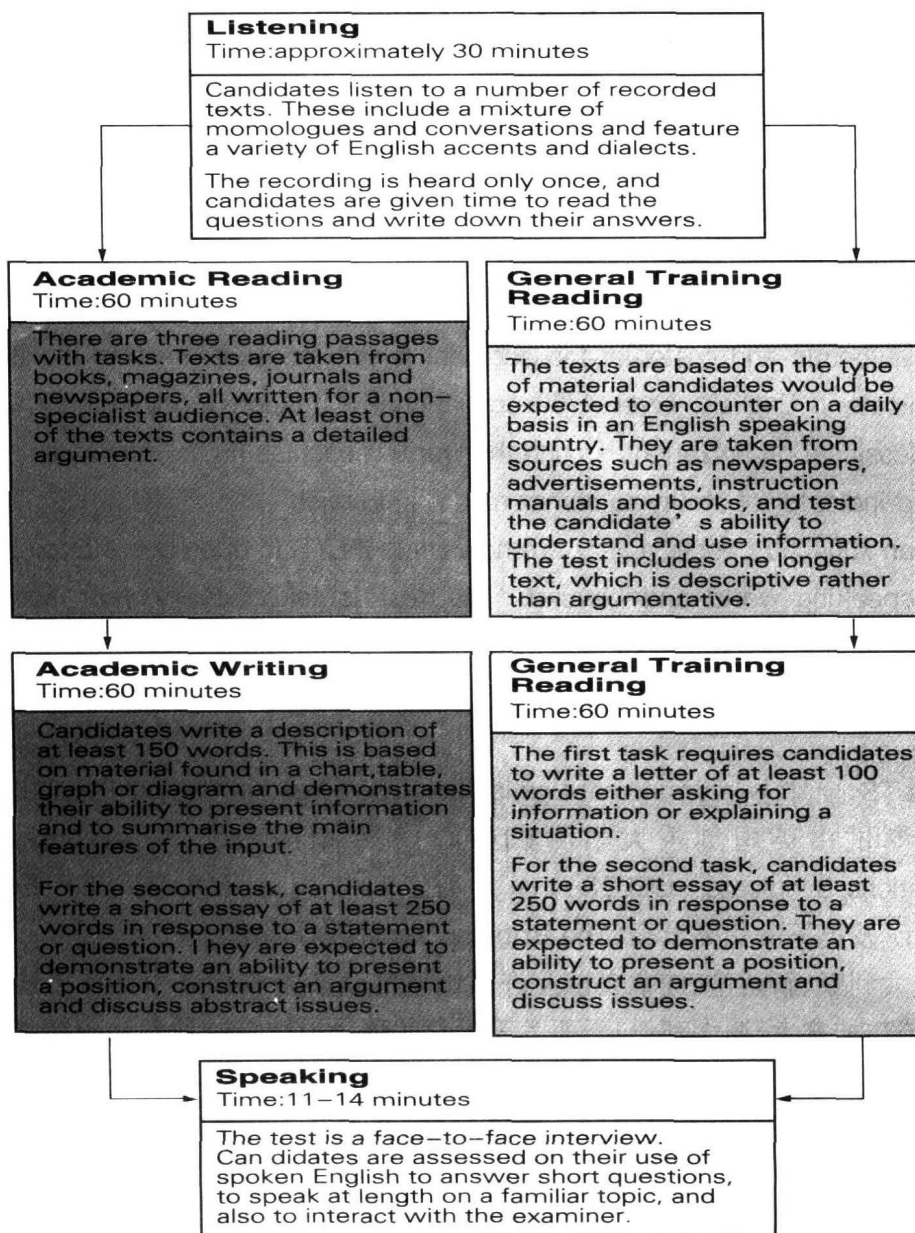 Listening
Time:approximately 30 minutes
Candidates listen to a number of recorded
texts. These include a mixture of
momologues and conversations and feature
a variety of English accents and dialects.
The recording is heard only once, and
candidates are given time to read the
questions and write down their answers.
Academic Reading
Time:60 minutes
There are three reading passages
with tasks. Texts are taken from
books, magazines, journals and
newspapers, all written for a non–
specialist audience. At least one
of the texts contains a detailed
argument.
General Training
Reading
Time:60 minutes
The texts are based on the type
of material candidates would be
expected to encounter on a daily
basis in an English speaking
country. They are taken from
sources such as newspapers,
advertisements, instruction
manuals and books, and test
the candidate’ s ability to
understand and use information.
The test includes one longer
text, which is descriptive rather
than argumentative.
Academic Writing
Time:60 minutes
Candidates write a description of
at least 150 words. This is based
on material found in a chart,table,
graph or diagram and demonstrates
their ability to present information
and to summarise the main
features of the input.
For the second task, candidates
write a short essay of at least 250
words in response to a statement
or question. I hey are expected to
demonstrate an ability to present
a position, construct an argument
and discuss abstract issues.
General Training
Reading
Time:60 minutes
The first task requires candidates
to write a letter of at least 100
words either asking for
information or explaining a
situation.
For the second task, candidates
write a short essay of at least
250 words in response to a
statement or question. They are
expected to demonstrate an
ability to present a position,
construct an argument and
discuss issues.
Speaking
Time:11–14 minutes
The test is a face–to–face interview.
Can didates are assessed on their use of
spoken English to answer short questions,
to speak at length on a familiar topic, and
also to interact with the examiner.